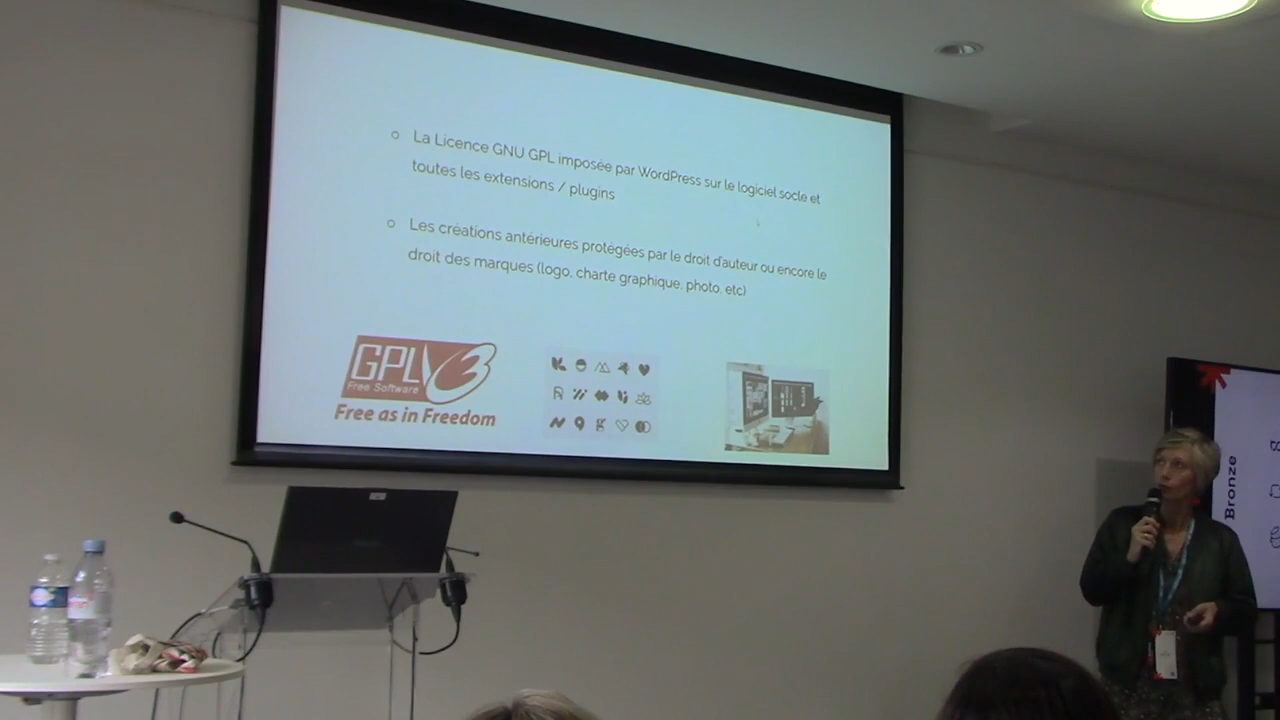 La Licence GNU GPL imposée par WordPress sur le logiciel socle et
toutes les extensions / plugins
Les créations antérieures protégées par le droit d'auteur ou encore le
droit des marques (logo, charte graphique, photo, etc)
GPLV3
Free Software
Free as in Freedom
Bronze